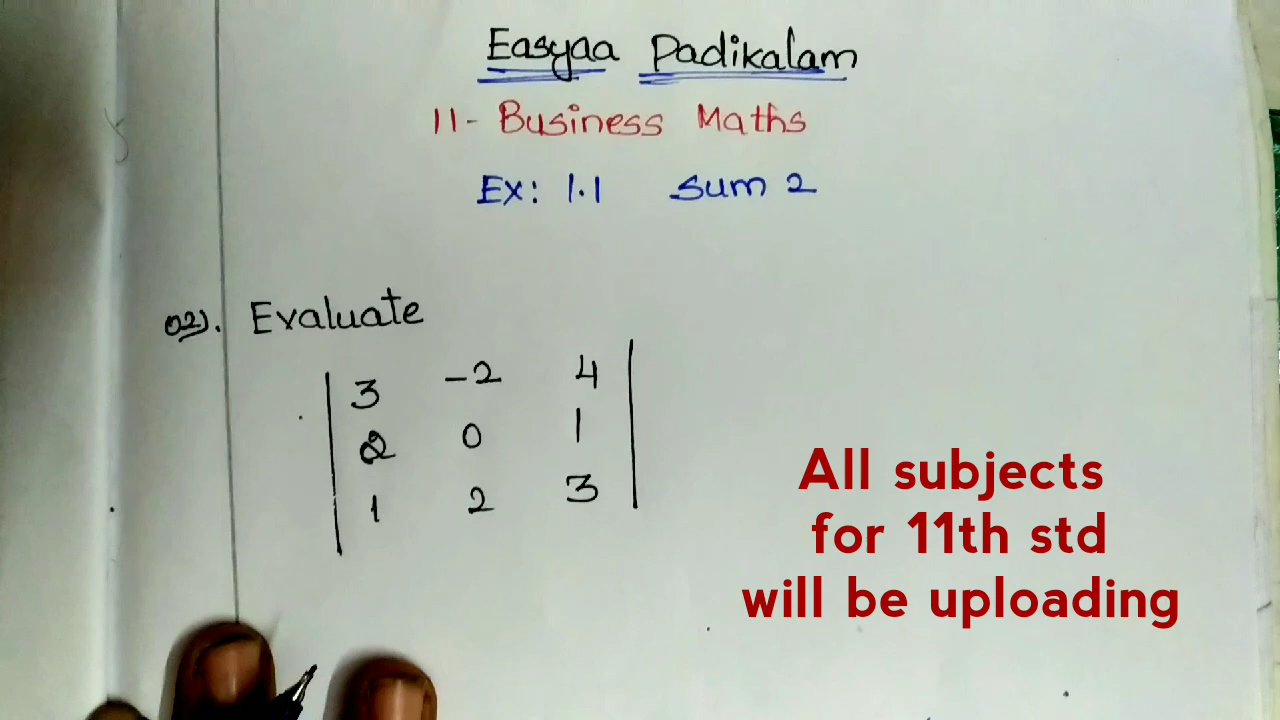 Easyaa Padikalam
11- Business Maths
Ex: 1.1 Sum 2
02). Evaluate
3 -2 4
2 0 1
1 2 3
All subjects
for 11th std
will be uploading